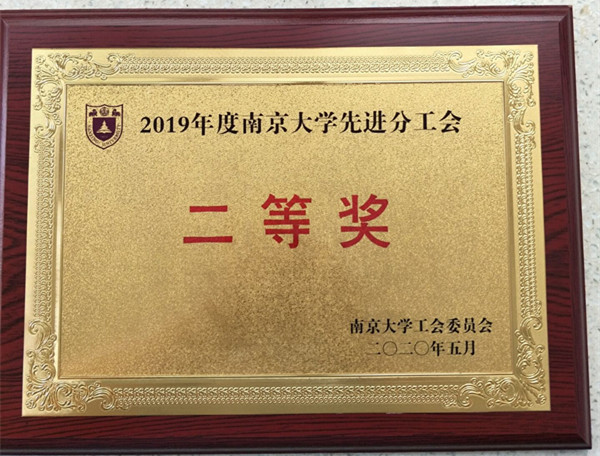 2019年度南京大学先进分工会
二等奖
南京大学工会委员会
二〇二〇年五月